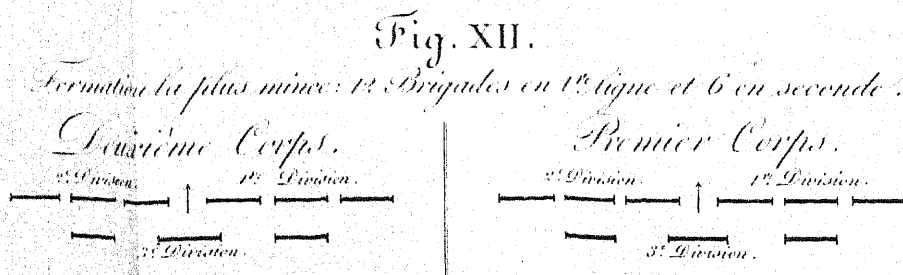 Fig. XII.
Formation la plus mince: 12 Brigades en 1re ligne et 6 en seconde.
Deuxième Corps.
Premier Corps.
2e Division.
1re Division.
2e Division.
1re Division.
3e Division.
3e Division.